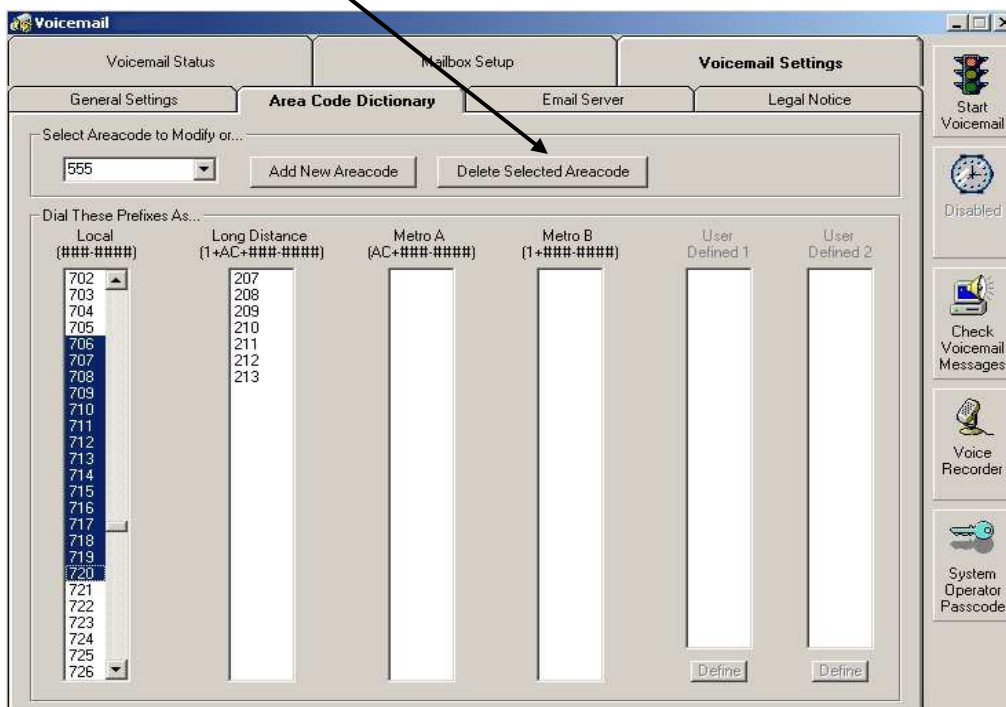 Voicemail
Voicemail Status
Mailbox Setup
Voicemail Settings
General Settings
Area Code Dictionary
Email Server
Legal Notice
Select Areacode to Modify or...
555
Add New Areacode
Delete Selected Areacode
Dial These Prefixes As...
Local
(###-####)
Long Distance
(1+AC+###-####)
Metro A
(AC+###-####)
Metro B
(1+###-####)
User
Defined 1
User
Defined 2
702
703
704
705
706
707
708
709
710
711
712
713
714
715
716
717
718
719
720
721
722
723
724
725
726
207
208
209
210
211
212
213
Define
Define
Start
Voicemail
Disabled
Check
Voicemail
Messages
Voice
Recorder
System
Operator
Passcode